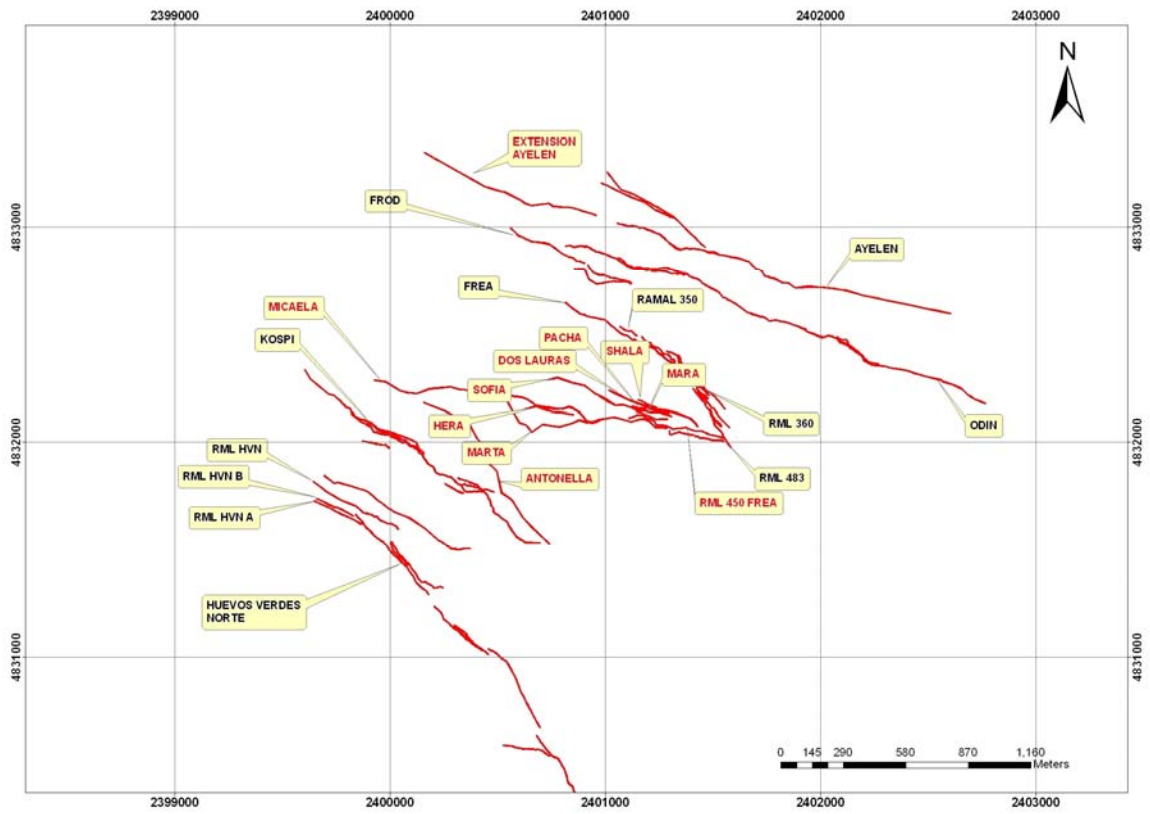 2399000
2400000
2401000
2402000
2403000
N
EXTENSION
AYELEN
FROD
4833000
4833000
AYELEN
FREA
RAMAL 350
MICAELA
KOSPI
PACHA
SHALA
DOS LAURAS
MARA
SOFIA
HERA
RML 360
ODIN
4832000
4832000
RML HVN
MARTA
RML HVN B
ANTONELLA
RML 483
RML 450 FREA
RML HVN A
HUEVOS VERDES
NORTE
4831000
4831000
0 145 290 580 870 1,160
Meters
2399000
2400000
2401000
2402000
2403000